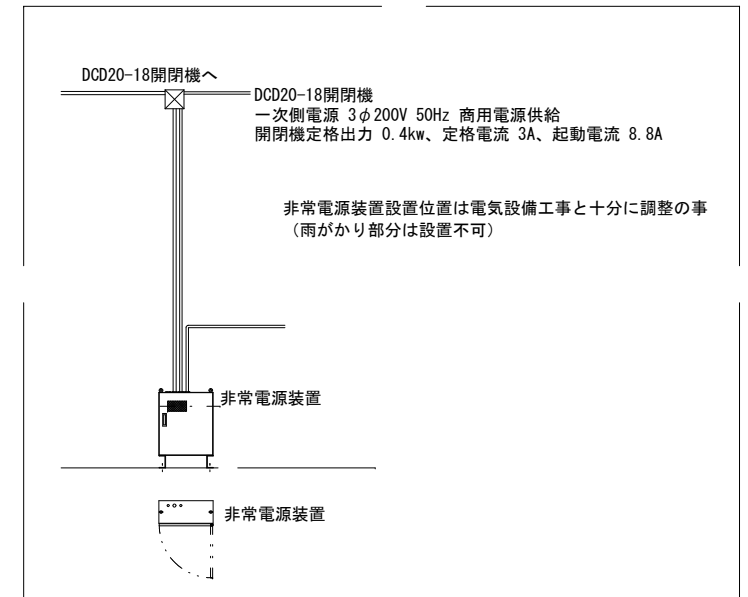 DCD20-18開閉機へ
DCD20-18開閉機
一次側電源 3φ200V 50Hz 商用電源供給
開閉機定格出力 0.4kw、定格電流 3A、起動電流 8.8A
非常電源装置設置位置は電気設備工事と十分に調整の事
（雨がかり部分は設置不可）
非常電源装置
非常電源装置